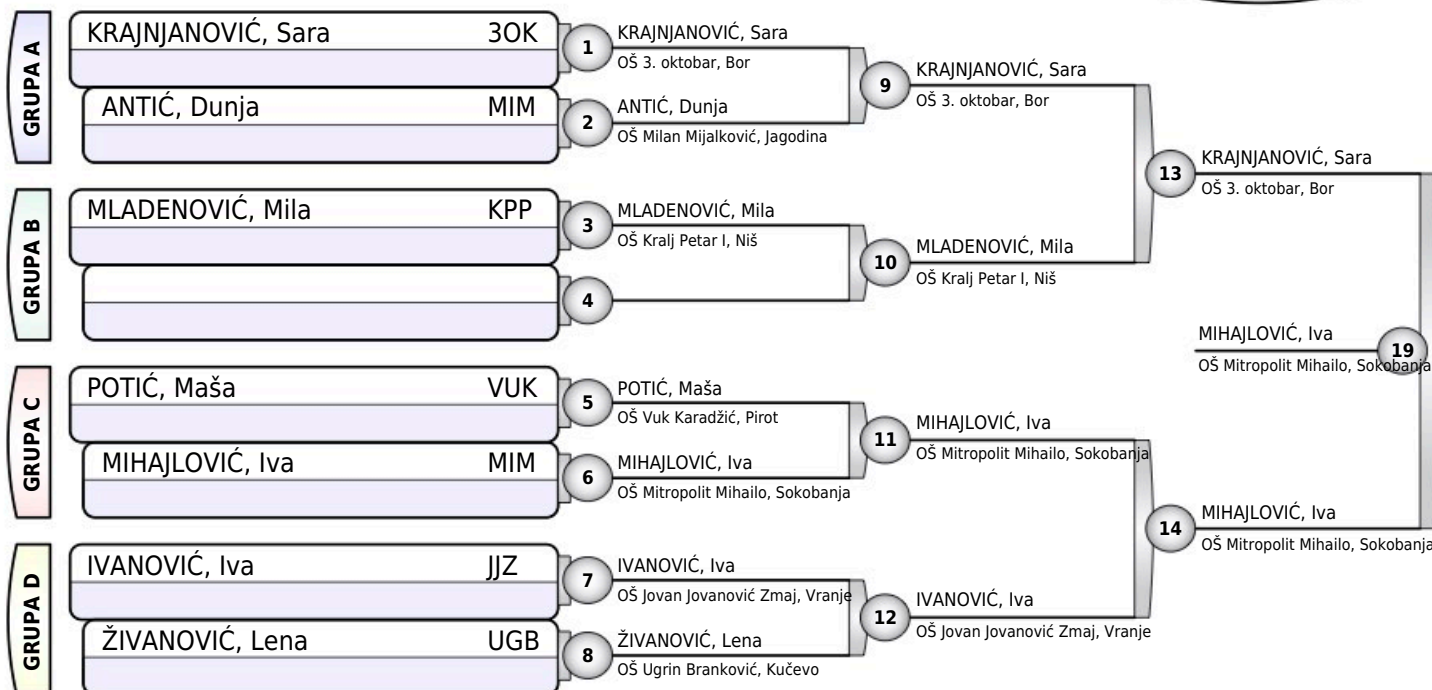 GRUPA A
KRAJNJANOVIĆ, Sara 3OK
ANTIĆ, Dunja MIM
GRUPA B
MLADENOVIĆ, Mila KPP
GRUPA C
POTIĆ, Maša VUK
MIHAJLOVIĆ, Iva MIM
GRUPA D
IVANOVIĆ, Iva JJZ
ŽIVANOVIĆ, Lena UGB
1
KRAJNJANOVIĆ, Sara
OŠ 3. oktobar, Bor
2
ANTIĆ, Dunja
OŠ Milan Mijalković, Jagodina
3
MLADENOVIĆ, Mila
OŠ Kralj Petar I, Niš
4
5
POTIĆ, Maša
OŠ Vuk Karadžić, Pirot
6
MIHAJLOVIĆ, Iva
OŠ Mitropolit Mihailo, Sokobanja
7
IVANOVIĆ, Iva
OŠ Jovan Jovanović Zmaj, Vranje
8
ŽIVANOVIĆ, Lena
OŠ Ugrin Branković, Kučevo
9
KRAJNJANOVIĆ, Sara
OŠ 3. oktobar, Bor
10
MLADENOVIĆ, Mila
OŠ Kralj Petar I, Niš
11
MIHAJLOVIĆ, Iva
OŠ Mitropolit Mihailo, Sokobanja
12
IVANOVIĆ, Iva
OŠ Jovan Jovanović Zmaj, Vranje
13
KRAJNJANOVIĆ, Sara
OŠ 3. oktobar, Bor
14
MIHAJLOVIĆ, Iva
OŠ Mitropolit Mihailo, Sokobanja
MIHAJLOVIĆ, Iva
19
OŠ Mitropolit Mihailo, Sokobanja